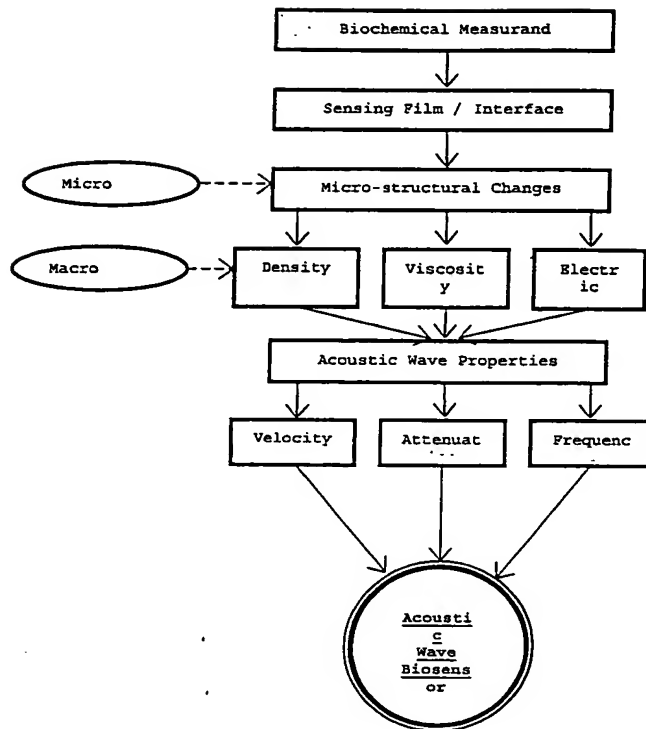 Biochemical Measurand
Sensing Film / Interface
Micro
Micro-structural Changes
Macro
Density
Viscosit
y
Electr
ic
Acoustic Wave Properties
Velocity
Attenuat
Frequenc
Acousti
c
Wave
Biosens
or